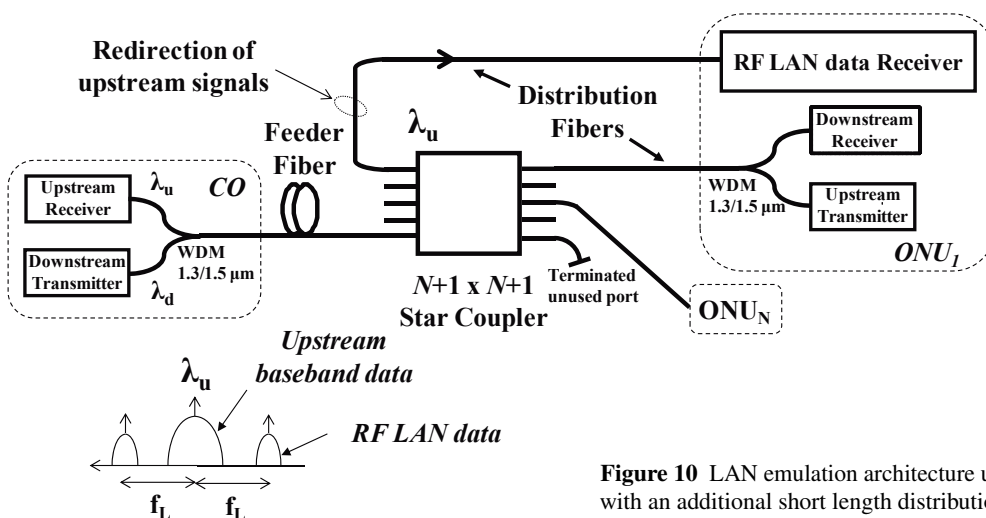 Redirection of
upstream signals
RF LAN data Receiver
Distribution
Fibers
λu
Feeder
Fiber
Downstream
Receiver
Upstream
Receiver
λu
CO
WDM
1.3/1.5 μm
Downstream
Transmitter
λd
WDM
1.3/1.5 μm
Upstream
Transmitter
ONU1
Terminated
unused port
N+1 x N+1
Star Coupler
ONUN
Upstream
baseband data
λu
RF LAN data
fL
fL
Figure 10 LAN emulation architecture u
with an additional short length distributio